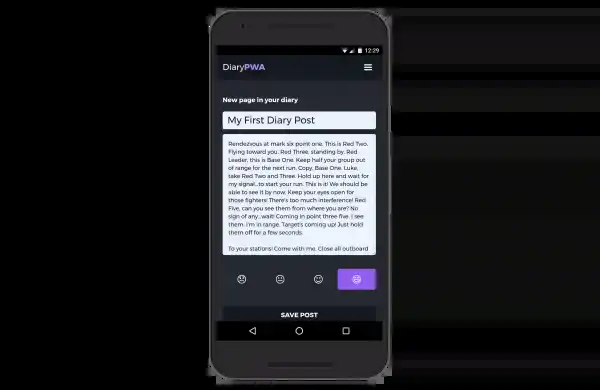 12:29
DiaryPWA
New page in your diary
My First Diary Post
Rendezvous at mark six point one. This is Red Two.
Flying toward you. Red Three, standing by. Red
Leader, this is Base One. Keep half your group out
of range for the next run. Copy, Base One. Luke,
take Red Two and Three. Hold up here and wait for
my signal...to start your run. This is it! We should be
able to see it by now. Keep your eyes open for
those fighters! There's too much interference! Red
Five, can you see them from where you are? No
sign of any...wait! Coming in point three five. I see
them. I'm in range. Target's coming up! Just hold
them off for a few seconds.
To your stations! Come with me. Close all outboard
SAVE POST